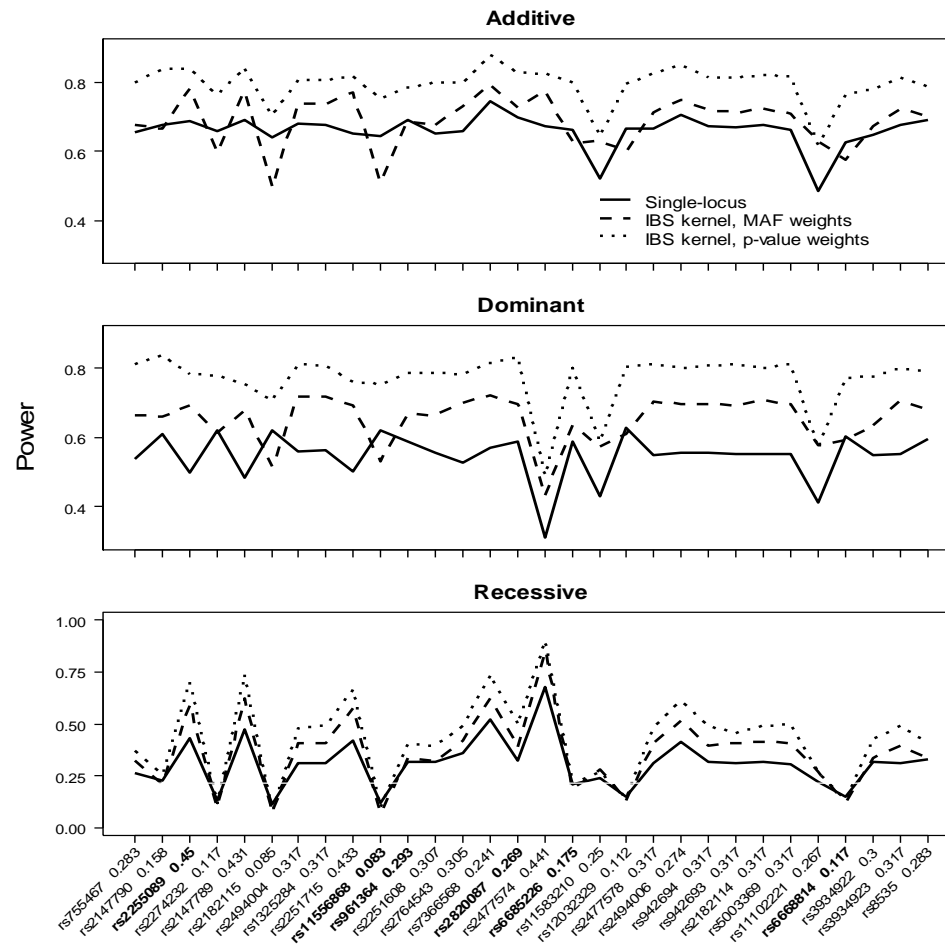 Additive
0.8
0.6
0.4
Single-locus
IBS kernel, MAF weights
IBS kernel, p-value weights
Dominant
0.8
0.6
0.4
Power
Recessive
1.00
0.75
0.50
0.25
0.00
rs755467 0.283
rs2147790 0.158
rs2255089 0.45
rs2274232 0.117
rs2147789 0.431
rs2182115 0.085
rs2494004 0.317
rs1325284 0.317
rs2251715 0.433
rs11556868 0.083
rs961364 0.293
rs2251608 0.307
rs27645543 0.305
rs7366568 0.241
rs2820087 0.269
rs2477574 0.441
rs6685226 0.175
rs11583210 0.25
rs12032329 0.112
rs2477578 0.317
rs2494006 0.274
rs942694 0.317
rs942693 0.317
rs2182114 0.317
rs5003369 0.317
rs11102221 0.267
rs6668814 0.117
rs3934922 0.3
rs3934923 0.317
rs8535 0.283